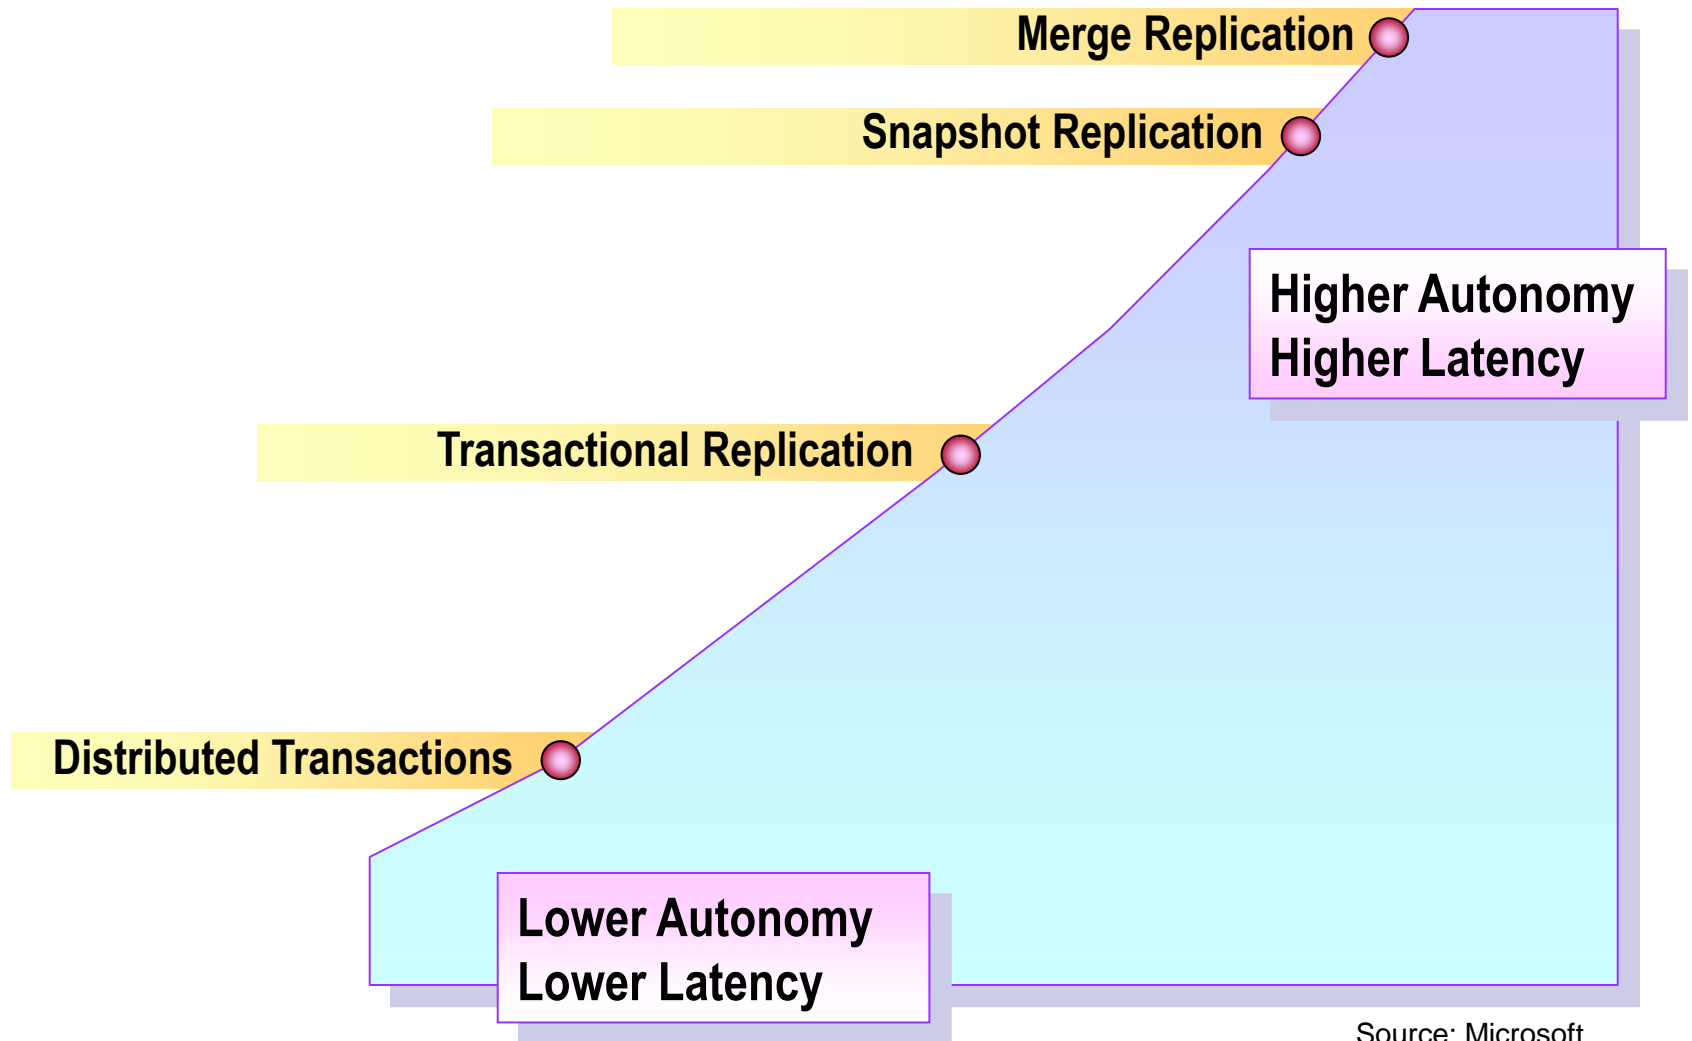 Merge Replication
Snapshot Replication
Higher Autonomy
Higher Latency
Transactional Replication
Distributed Transactions
Lower Autonomy
Lower Latency
Source: Microsoft